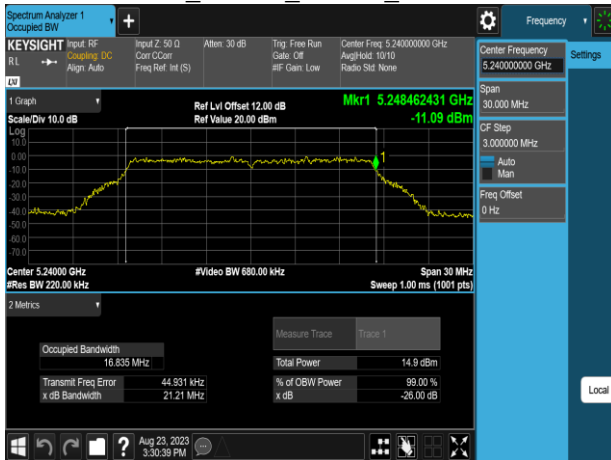 Spectrum Analyzer 1
Occupied BW
+
Frequency
KEYSIGHT
RL
LXI
Input: RF
Coupling: DC
Align: Auto
Input Z: 50 Ω
Corr CCorr
Freq Ref: Int (S)
Atten: 30 dB
Trig: Free Run
Gate: Off
#IF Gain: Low
Center Freq: 5.240000000 GHz
Avg|Hold: 10/10
Radio Std: None
Center Frequency
5.240000000 GHz
Settings
Span
30.000 MHz
CF Step
3.000000 MHz
Auto
Man
Freq Offset
0 Hz
Local
1 Graph
Scale/Div 10.0 dB
Ref Lvl Offset 12.00 dB
Ref Value 20.00 dBm
Mkr1 5.248462431 GHz
-11.09 dBm
Log
10.0
0.00
-10.0
-20.0
-30.0
-40.0
-50.0
-60.0
-70.0
1
Center 5.24000 GHz
#Res BW 220.00 kHz
#Video BW 680.00 kHz
Span 30 MHz
Sweep 1.00 ms (1001 pts)
2 Metrics
Measure Trace
Trace 1
Occupied Bandwidth
16.835 MHz
Total Power
14.9 dBm
Transmit Freq Error
44.931 kHz
% of OBW Power
99.00 %
x dB Bandwidth
21.21 MHz
x dB
-26.00 dB
?
Aug 23, 2023
3:30:39 PM